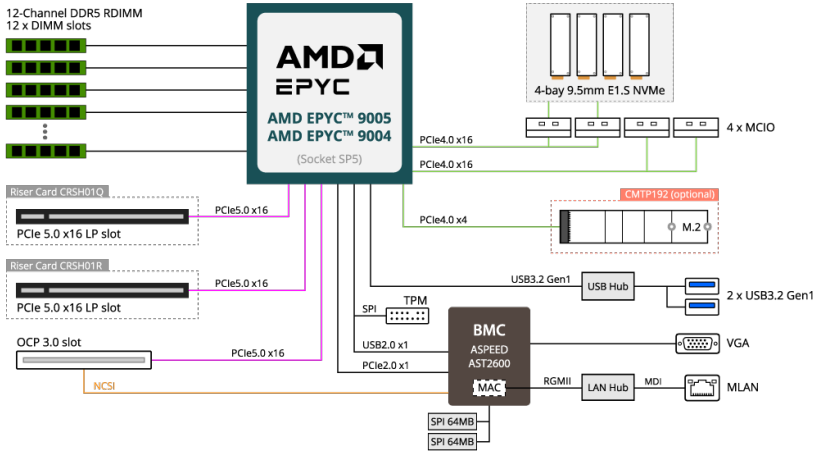 12-Channel DDR5 RDIMM
12 x DIMM slots
AMD
EPYC
AMD EPYC™ 9005
AMD EPYC™ 9004
(Socket SP5)
4-bay 9.5mm E1.S NVMe
4 x MCIO
PCIe4.0 x16
PCIe4.0 x16
Riser Card CRSH01Q
PCIe5.0 x16
PCIe 5.0 x16 LP slot
CMTP192 (optional)
PCIe4.0 x4
M.2
Riser Card CRSH01R
PCIe5.0 x16
PCIe 5.0 x16 LP slot
USB3.2 Gen1
USB Hub
2 x USB3.2 Gen1
TPM
SPI
OCP 3.0 slot
PCIe5.0 x16
USB2.0 x1
PCIe2.0 x1
BMC
ASPEED
AST2600
VGA
NCSI
MAC
RGMII
LAN Hub
MDI
MLAN
SPI 64MB
SPI 64MB